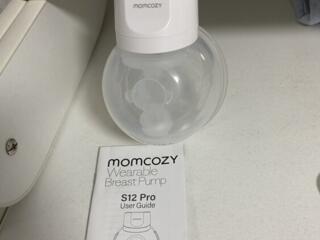 momcozy
momcozy
Wearable
Breast Pump
S12 Pro
User Guide